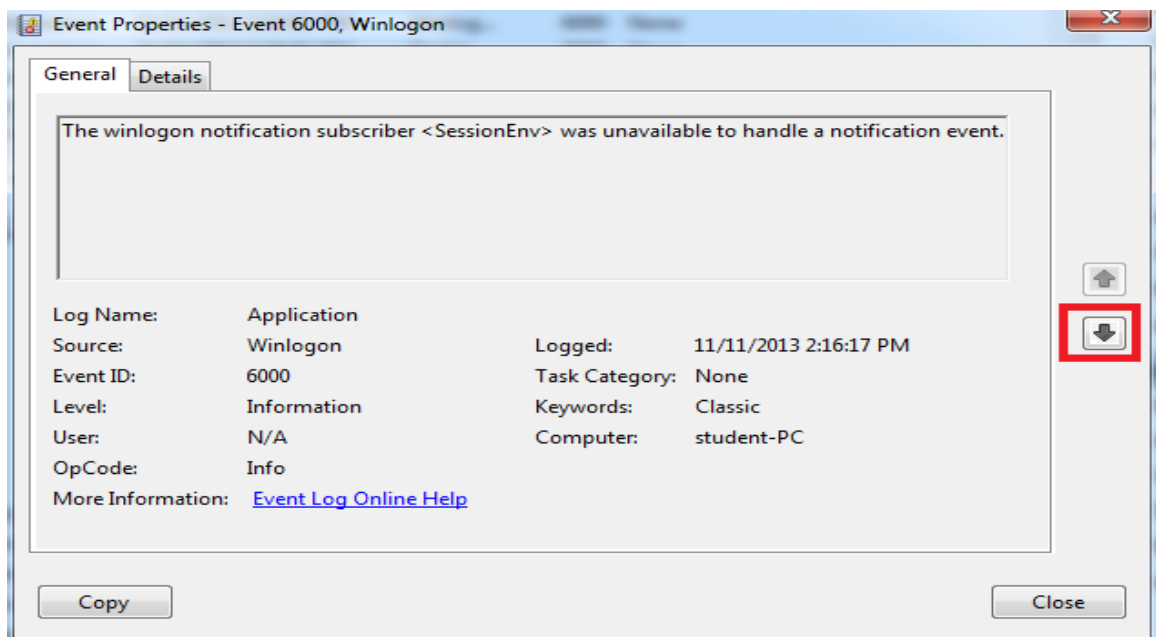 Event Properties - Event 6000, Winlogon
General Details
The winlogon notification subscriber <SessionEnv> was unavailable to handle a notification event.
Log Name: Application
Source: Winlogon Logged: 11/11/2013 2:16:17 PM
Event ID: 6000 Task Category: None
Level: Information Keywords: Classic
User: N/A Computer: student-PC
OpCode: Info
More Information: Event Log Online Help
Copy Close